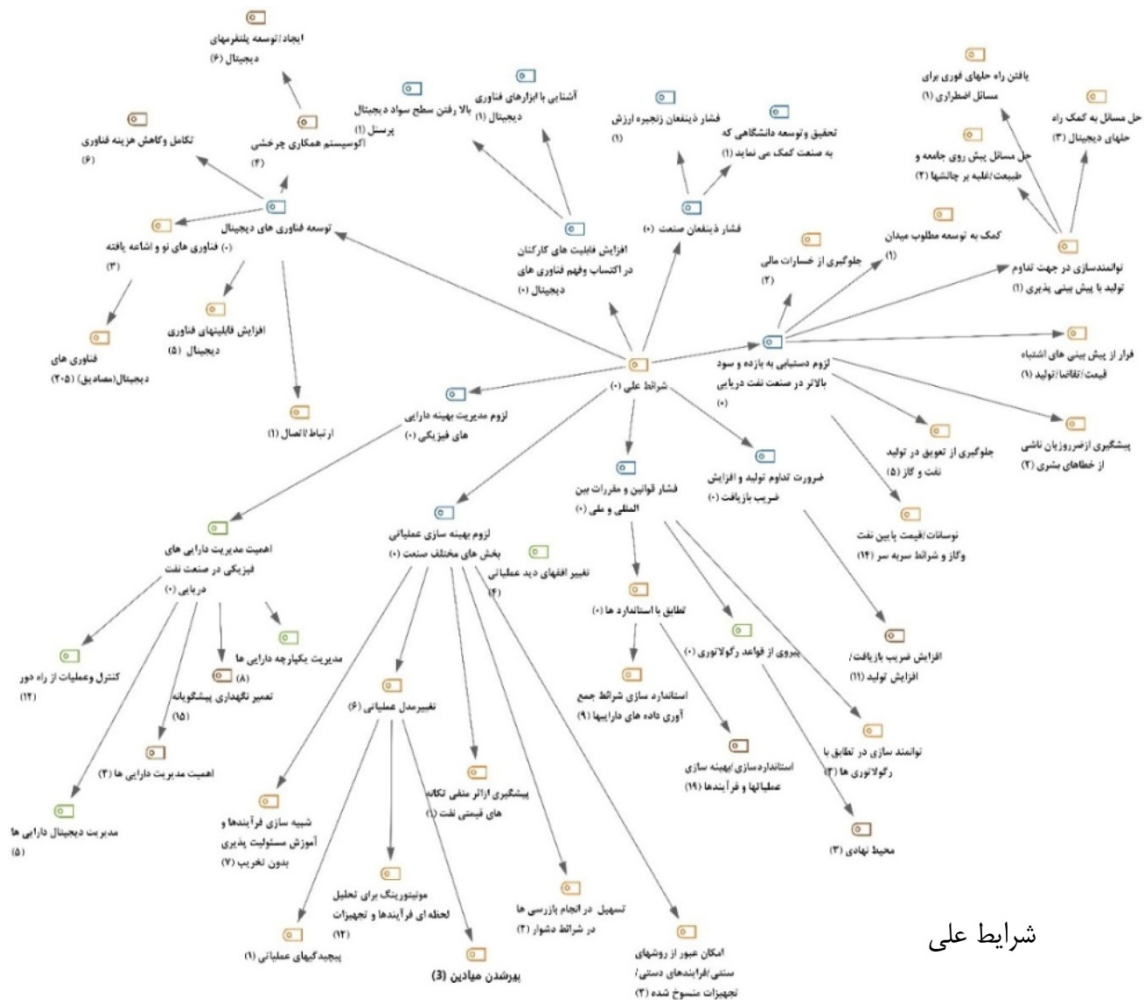 ایجاد/توسعه پلتفرمهای
دیجیتال (۶)
تکامل وکاهش هزینه فناوری
(۶)
اکوسیستم همکاری چرخشی
(۴)
توسعه فناوری های دیجیتال
(۰)
فناوری های نو و اشاعه یافته
(۳)
فناوری های
دیجیتال(مصادیق) (۲۰۵)
افزایش قابلیتهای فناوری
دیجیتال (۵)
ارتباط/اتصال (۱)
بالا رفتن سطح سواد دیجیتال
پرسنل (۱)
آشنایی با ابزارهای فناوری
دیجیتال (۱)
افزایش قابلیت های کارکنان
در اکتساب وفهم فناوری های
دیجیتال (۰)
فشار ذینفعان زنجیره ارزش
(۱)
تحقیق وتوسعه دانشگاهی که
به صنعت کمک می نماید (۱)
فشار ذینفعان صنعت (۰)
یافتن راه حلهای فوری برای
مسائل اضطراری (۱)
حل مسائل به کمک راه
حلهای دیجیتال (۳)
حل مسائل پیش روی جامعه و
طبیعت/غلبه بر چالشها (۲)
توانمندسازی در جهت تداوم
تولید یا پیش بینی پذیری (۱)
کمک به توسعه مطلوب میدان
(۱)
جلوگیری از خسارات مالی
(۲)
لزوم دستیابی به بازده و سود
بالاتر در صنعت نفت دریایی
(۰)
فرار از پیش بینی های اشتباه
قیمت/تقاضا/تولید (۱)
پیشگیری ازضرروزیان ناشی
از خطاهای بشری (۲)
جلوگیری از تعویق در تولید
نفت و گاز (۵)
نوسانات/قیمت پایین نفت
وگاز و شرائط سربه سر (۱۴)
شرائط علی (۰)
لزوم مدیریت بهینه دارایی
های فیزیکی (۰)
اهمیت مدیریت دارایی های
فیزیکی در صنعت نفت
دریایی (۰)
کنترل وعملیات از راه دور
(۱۲)
مدیریت یکپارچه دارایی ها
(۸)
تعمیر نگهداری پیشگویانه
(۱۵)
اهمیت مدیریت دارایی ها (۳)
مدیریت دیجیتال دارایی ها
(۵)
لزوم بهینه سازی عملیاتی
بخش های مختلف صنعت (۰)
تغییر افقهای دید عملیاتی
(۴)
تغییرمدل عملیاتی (۶)
شبیه سازی فرآیندها و
آموزش مسئولیت پذیری
بدون تخریب (۷)
پیشگیری ازاثر منفی تکانه
های قیمتی نفت (۱)
مونیتورینگ برای تحلیل
لحظه ای فرآیندها و تجهیزات
(۱۲)
پیچیدگیهای عملیاتی (۱)
پیرشدن میادین (3)
تسهیل در انجام بازرسی ها
در شرائط دشوار (۲)
امکان عبور از روشهای
سنتی/فرایندهای دستی/
تجهیزات منسوخ شده (۳)
فشار قوانین و مقررات بین
المللی و ملی (۰)
تطابق با استاندارد ها (۰)
استاندارد سازی شرائط جمع
آوری داده های داراییها (۹)
استانداردسازی/بهینه سازی
عملیاتها و فرآیندها (۱۹)
پیروی از قواعد رگولاتوری (۰)
محیط نهادی (۳)
توانمند سازی در تطابق با
رگولاتوری ها (۳)
ضرورت تداوم تولید و افزایش
ضریب بازیافت (۰)
افزایش ضریب بازیافت/
افزایش تولید (۱۱)
شرایط علی